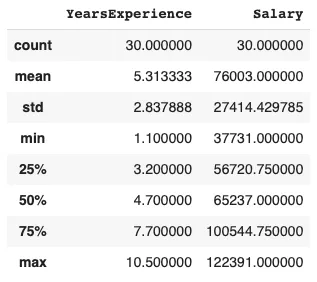 YearsExperience Salary
count 30.000000 30.000000
mean 5.313333 76003.000000
std 2.837888 27414.429785
min 1.100000 37731.000000
25% 3.200000 56720.750000
50% 4.700000 65237.000000
75% 7.700000 100544.750000
max 10.500000 122391.000000